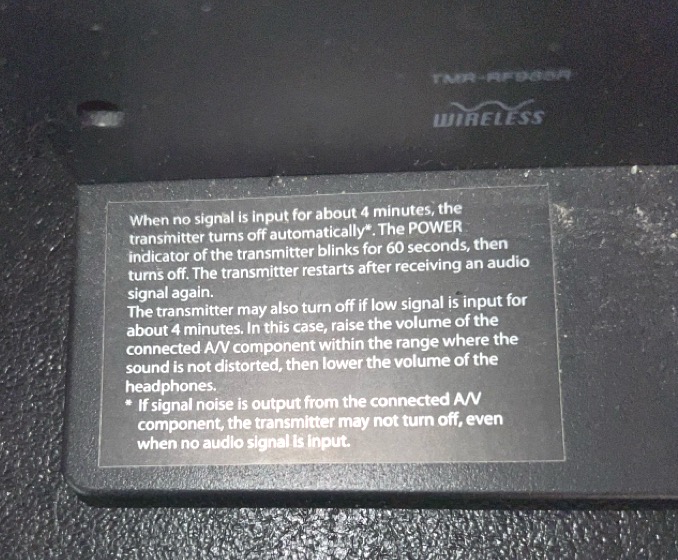 TMR-RF985R
WIRELESS
When no signal is input for about 4 minutes, the
transmitter turns off automatically*. The POWER
indicator of the transmitter blinks for 60 seconds, then
turns off. The transmitter restarts after receiving an audio
signal again.
The transmitter may also turn off if low signal is input for
about 4 minutes. In this case, raise the volume of the
connected A/V component within the range where the
sound is not distorted, then lower the volume of the
headphones.
* If signal noise is output from the connected A/V
component, the transmitter may not turn off, even
when no audio signal is input.